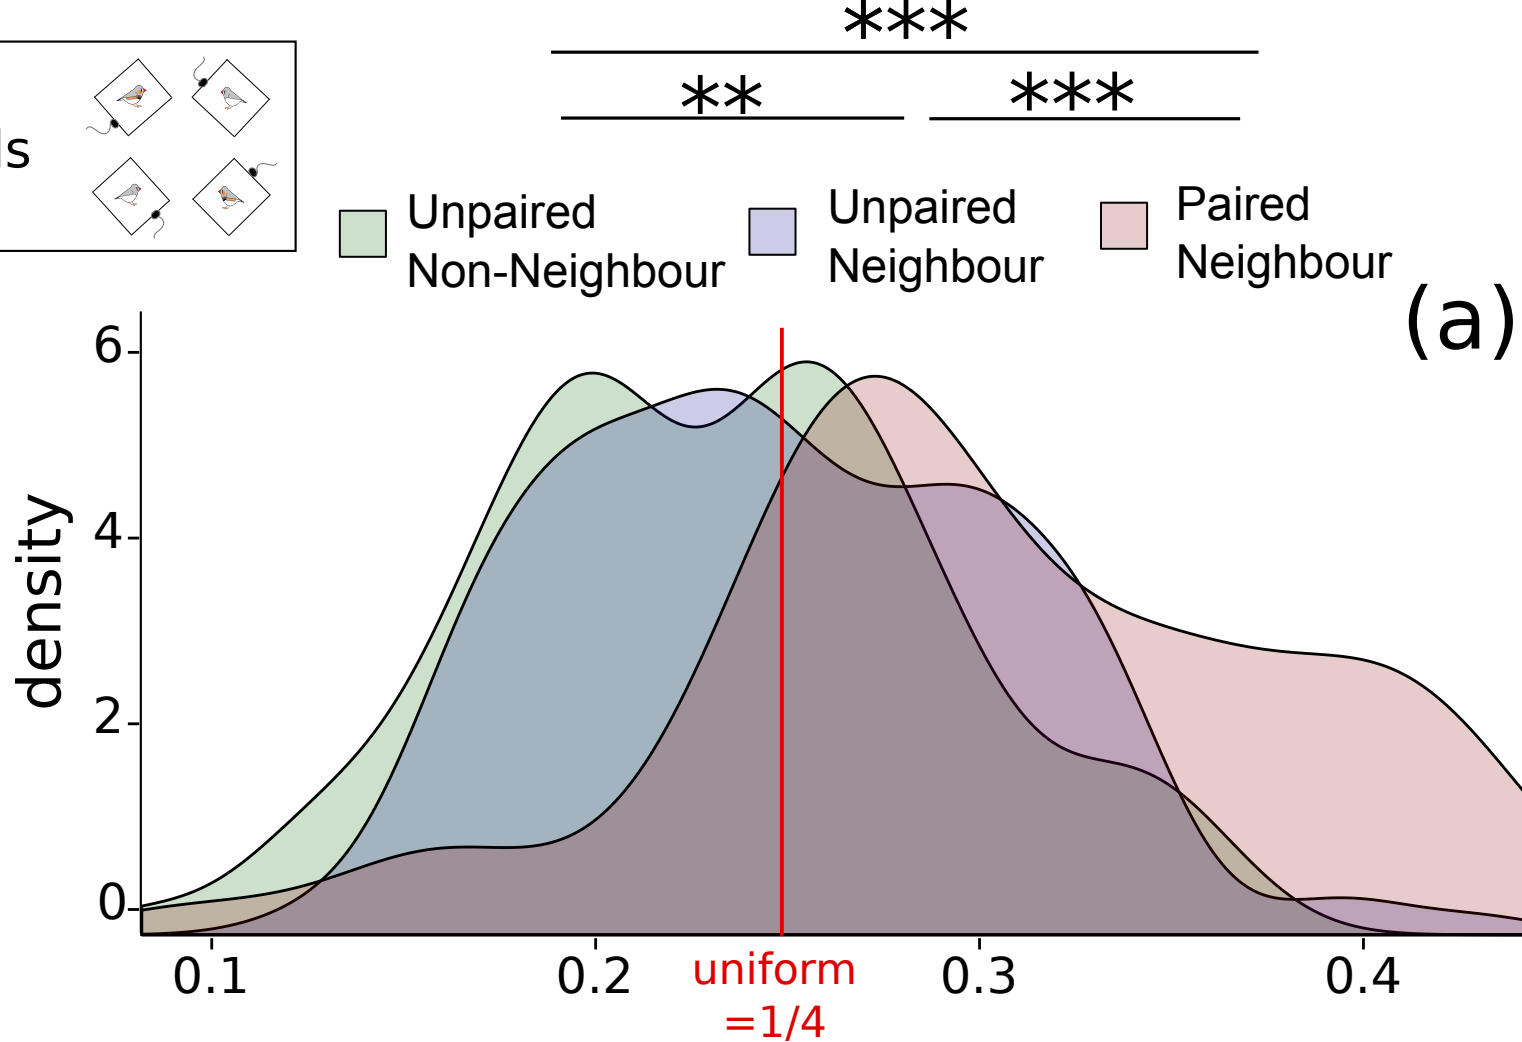 ***
** ***
ls
Unpaired
Non-Neighbour
Unpaired
Neighbour
Paired
Neighbour
(a)
6
4
2
0
density
0.1 0.2 0.3 0.4
uniform
=1/4